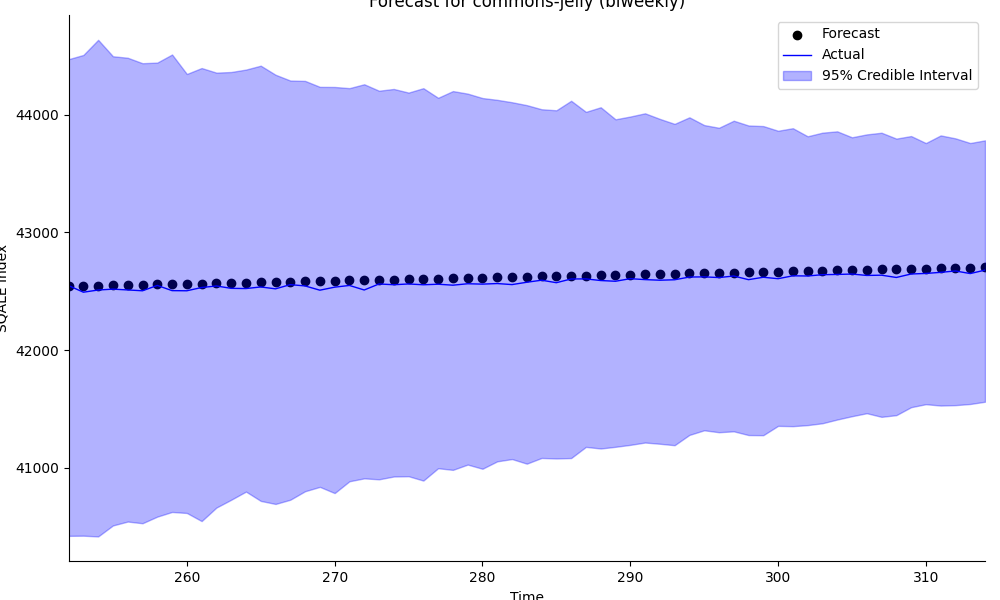 Forecast for commons-jelly (biweekly)
Forecast
Actual
95% Credible Interval
44000
43000
SQALE Index
42000
41000
260
270
280
290
300
310
Time